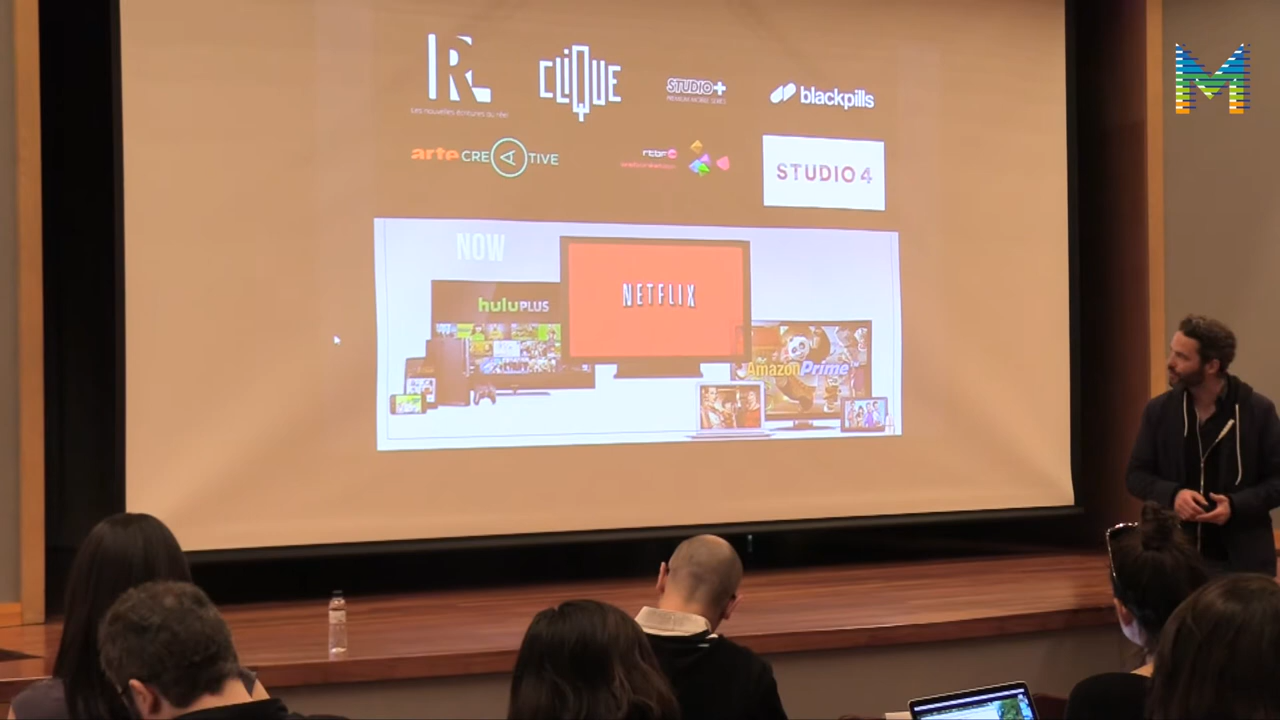 RL
Les nouvelles écritures du réel
CLIQUE
STUDIO+
PREMIUM MOBILE SERIES
blackpills
arte CREATIVE
rtbf
STUDIO 4
NOW
NETFLIX
huluPLUS
AmazonPrime
M